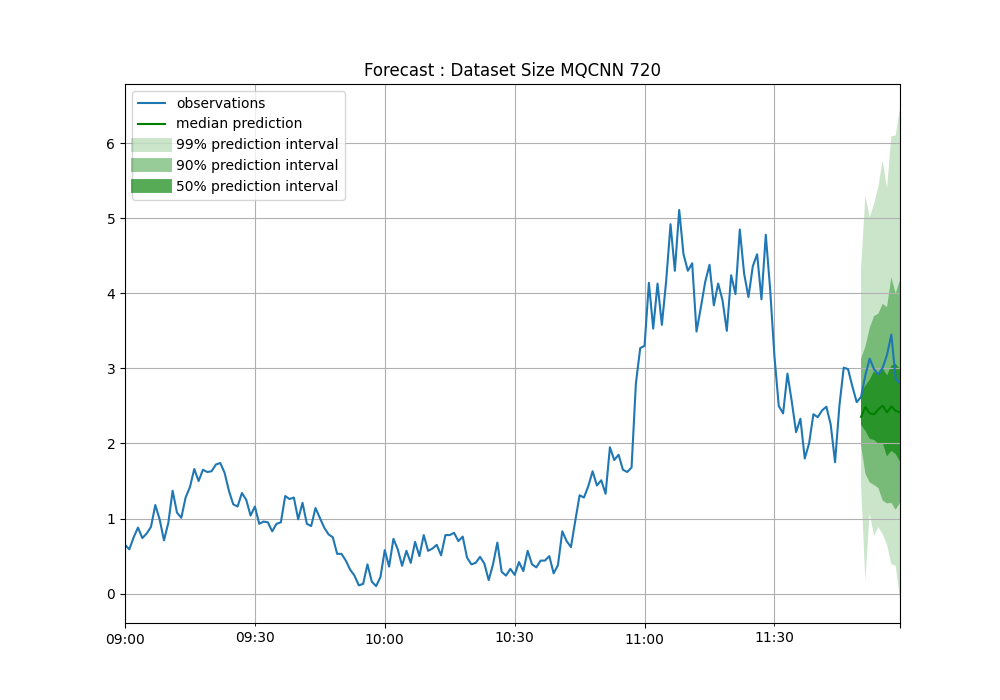 Forecast : Dataset Size MQCNN 720
observations
median prediction
99% prediction interval
90% prediction interval
50% prediction interval
6
5
4
3
2
1
0
09:00
09:30
10:00
10:30
11:00
11:30